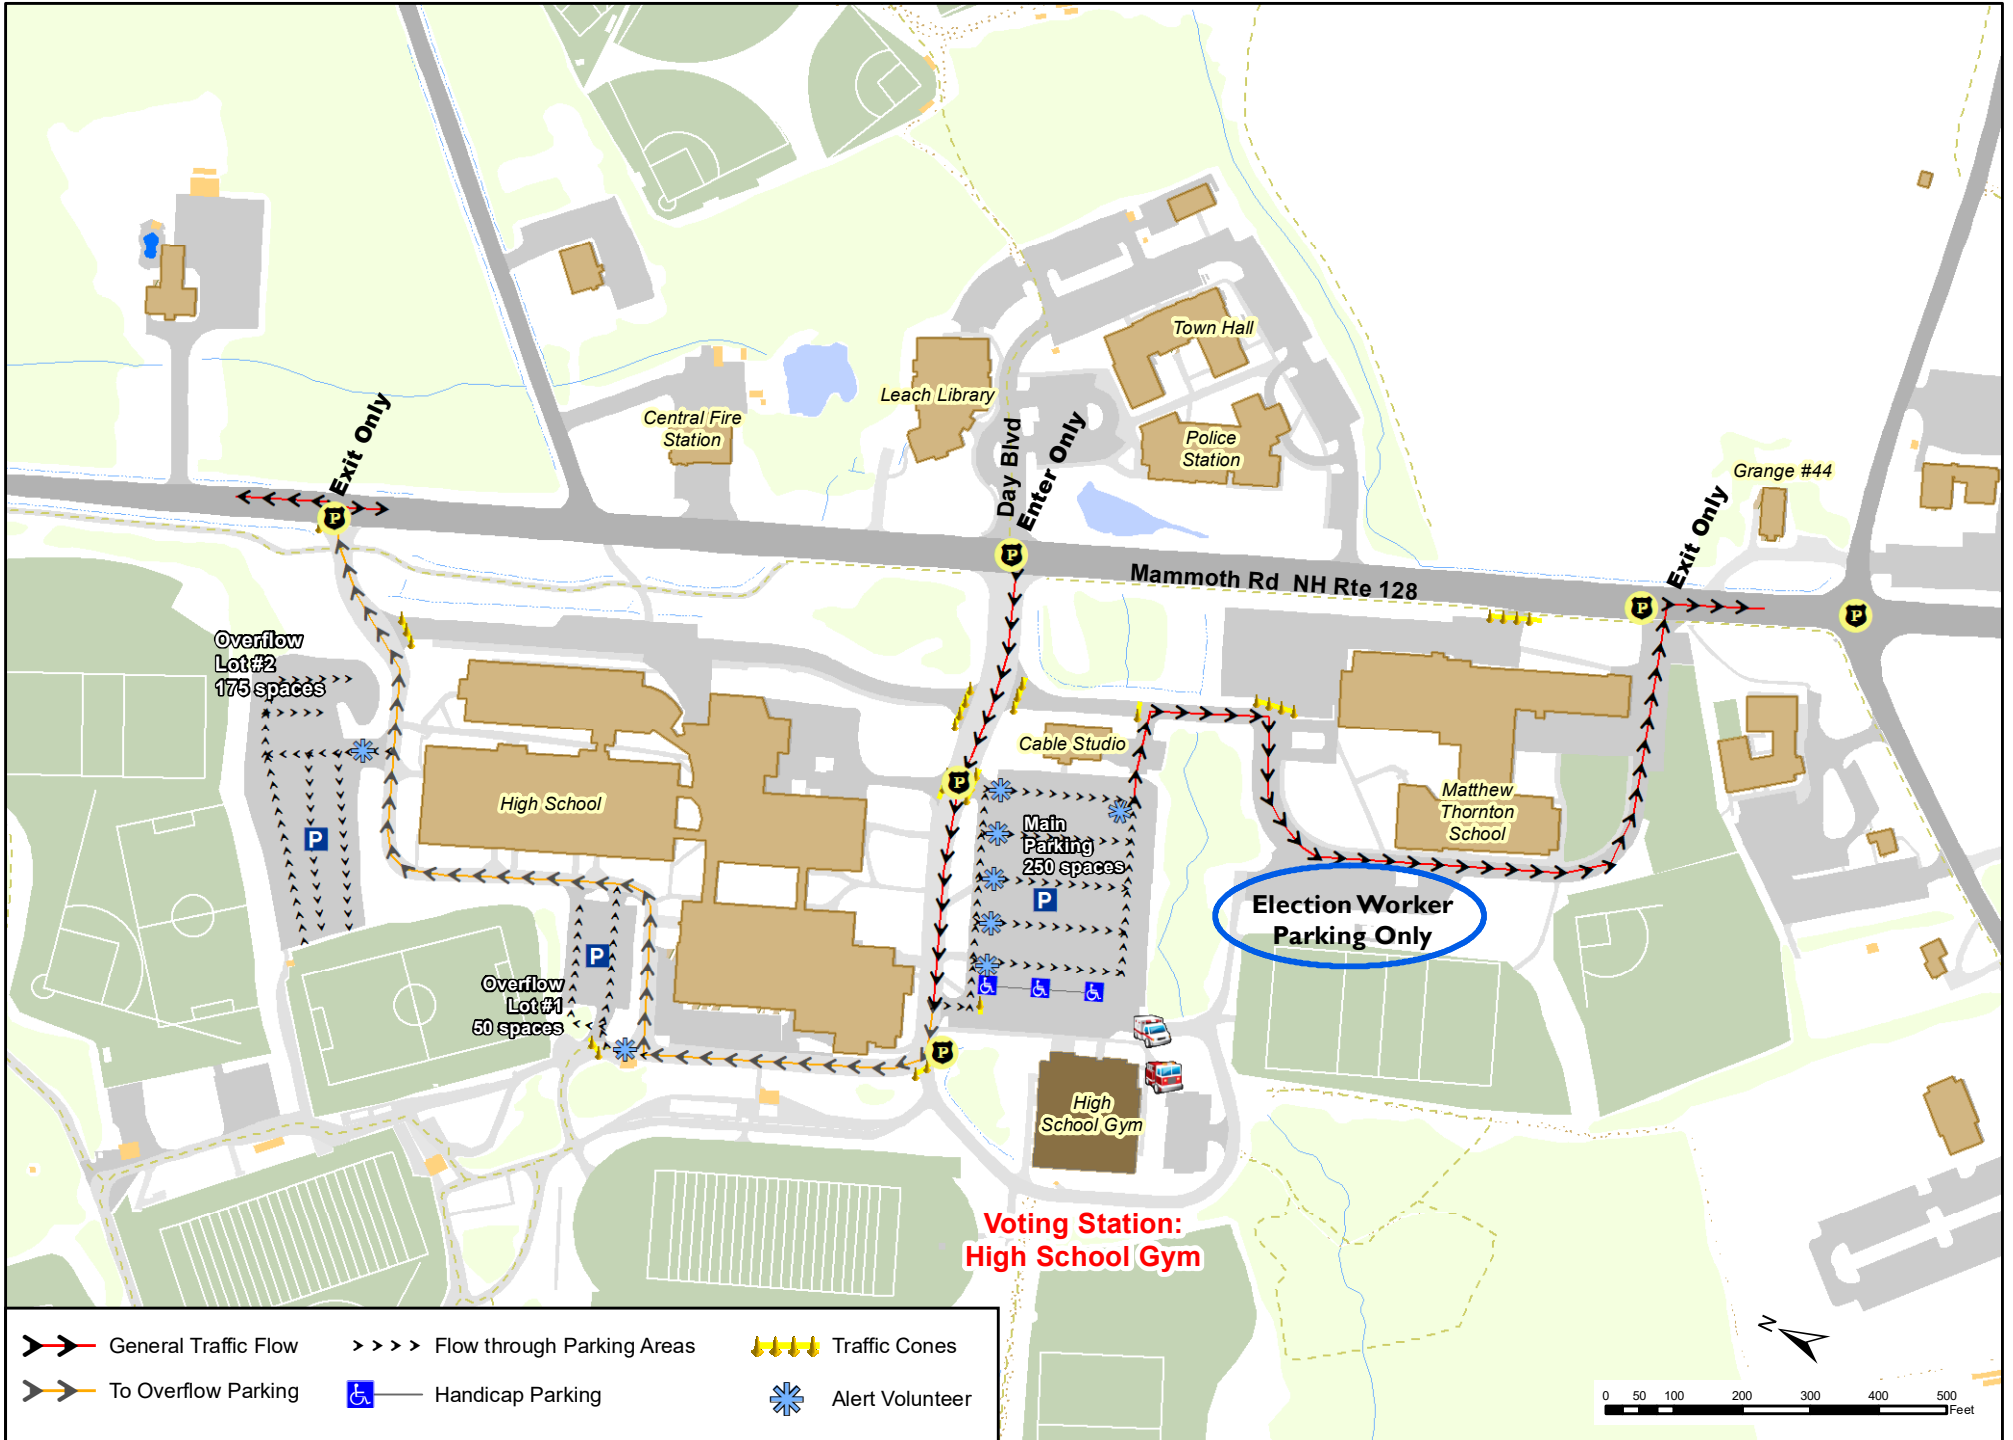 Exit Only
Central Fire
Station
Leach Library
Day Blvd
Enter Only
Town Hall
Police
Station
Grange #44
Exit Only
Mammoth Rd  NH Rte 128
P
P
P
P
Overflow
Lot #2
175 spaces
P
High School
Cable Studio
P
Main
Parking
250 spaces
P
Matthew
Thornton
School
Election Worker
Parking Only
P
Overflow
Lot #1
50 spaces
P
High
School Gym
Voting Station:
High School Gym
General Traffic Flow
Flow through Parking Areas
Traffic Cones
To Overflow Parking
Handicap Parking
Alert Volunteer
N
0 50 100 200 300 400 500
Feet